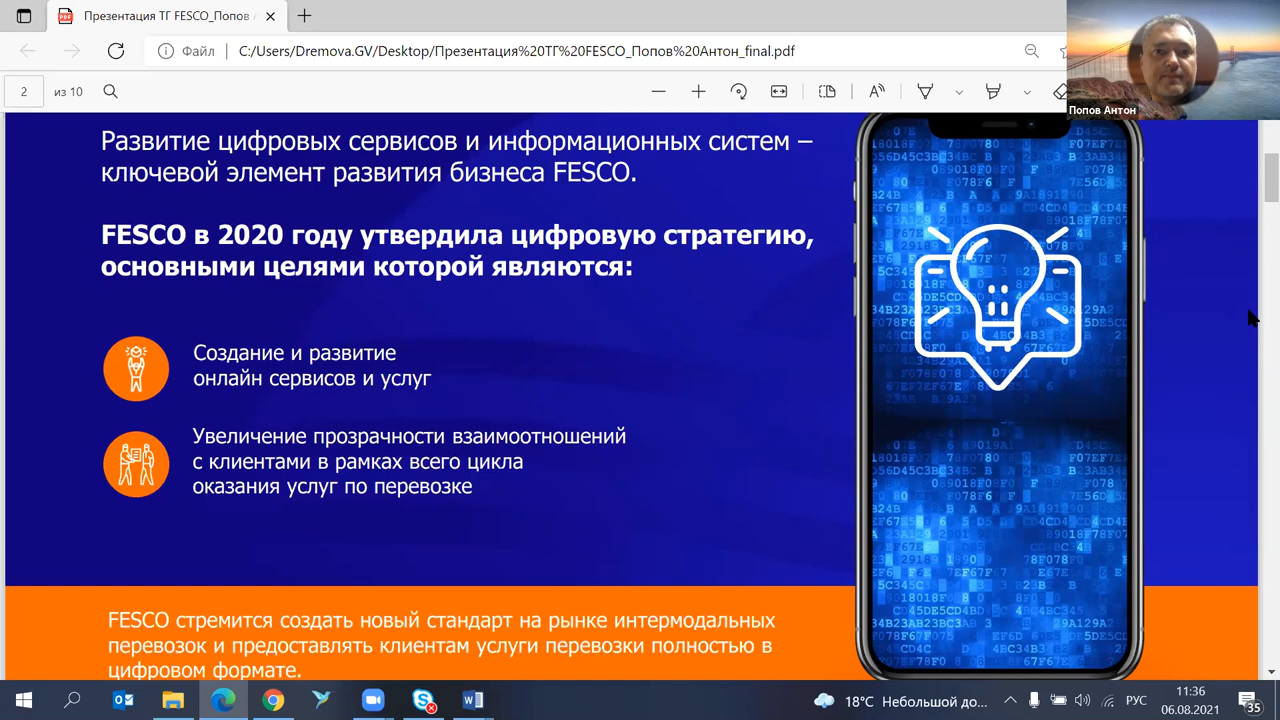 Презентация ТГ FESCO_Попов
Файл
C:/Users/Dremova.GV/Desktop/Презентация%20ТГ%20FESCO_Попов%20Антон_final.pdf
2 из 10
Попов Антон
Развитие цифровых сервисов и информационных систем –
ключевой элемент развития бизнеса FESCO.
FESCO в 2020 году утвердила цифровую стратегию,
основными целями которой являются:
Создание и развитие
онлайн сервисов и услуг
Увеличение прозрачности взаимоотношений
с клиентами в рамках всего цикла
оказания услуг по перевозке
FESCO стремится создать новый стандарт на рынке интермодальных
перевозок и предоставлять клиентам услуги перевозки полностью в
цифровом формате.
18°C Небольшой до...
РУС
11:36
06.08.2021
35